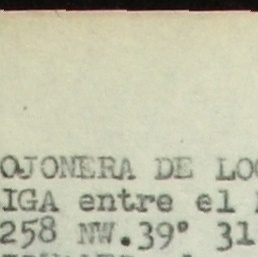 OJONERA DE LO
IGA entre el
258 NW.39° 31